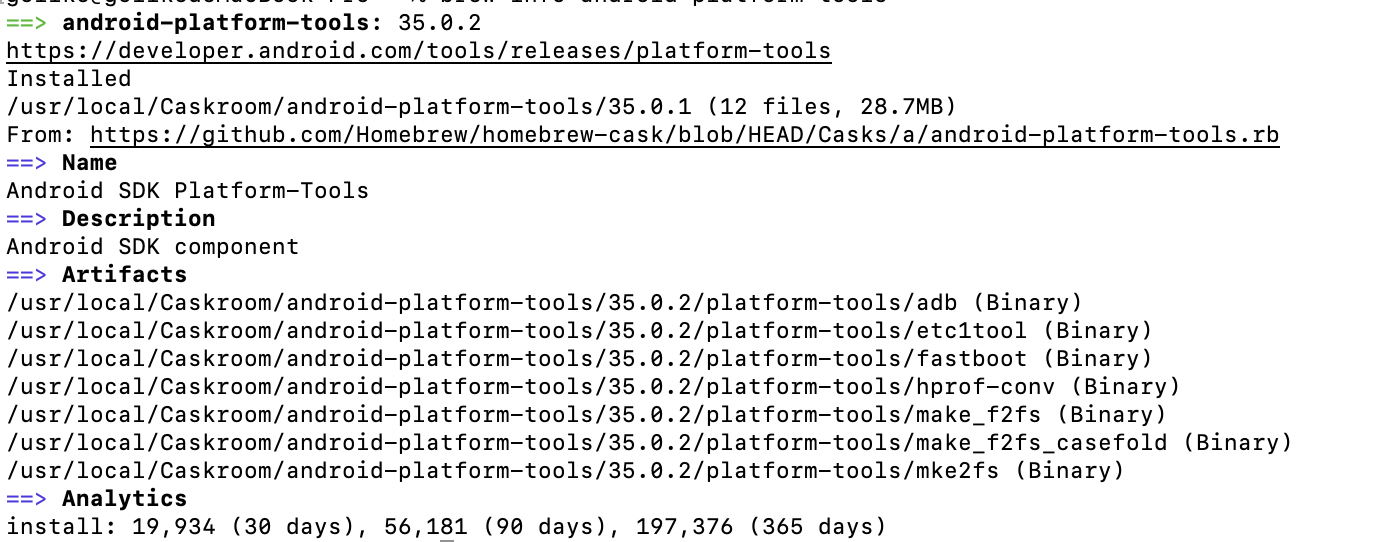 ==> android-platform-tools: 35.0.2
https://developer.android.com/tools/releases/platform-tools
Installed
/usr/local/Caskroom/android-platform-tools/35.0.1 (12 files, 28.7MB)
From: https://github.com/Homebrew/homebrew-cask/blob/HEAD/Casks/a/android-platform-tools.rb
==> Name
Android SDK Platform-Tools
==> Description
Android SDK component
==> Artifacts
/usr/local/Caskroom/android-platform-tools/35.0.2/platform-tools/adb (Binary)
/usr/local/Caskroom/android-platform-tools/35.0.2/platform-tools/etc1tool (Binary)
/usr/local/Caskroom/android-platform-tools/35.0.2/platform-tools/fastboot (Binary)
/usr/local/Caskroom/android-platform-tools/35.0.2/platform-tools/hprof-conv (Binary)
/usr/local/Caskroom/android-platform-tools/35.0.2/platform-tools/make_f2fs (Binary)
/usr/local/Caskroom/android-platform-tools/35.0.2/platform-tools/make_f2fs_casefold (Binary)
/usr/local/Caskroom/android-platform-tools/35.0.2/platform-tools/mke2fs (Binary)
==> Analytics
install: 19,934 (30 days), 56,181 (90 days), 197,376 (365 days)